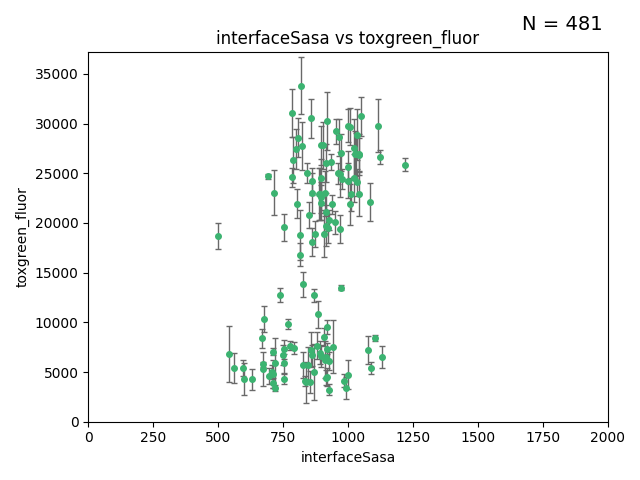 N = 481
interfaceSasa vs toxgreen_fluor
toxgreen_fluor
35000
30000
25000
20000
15000
10000
5000
0
0 250 500 750 1000 1250 1500 1750 2000
interfaceSasa